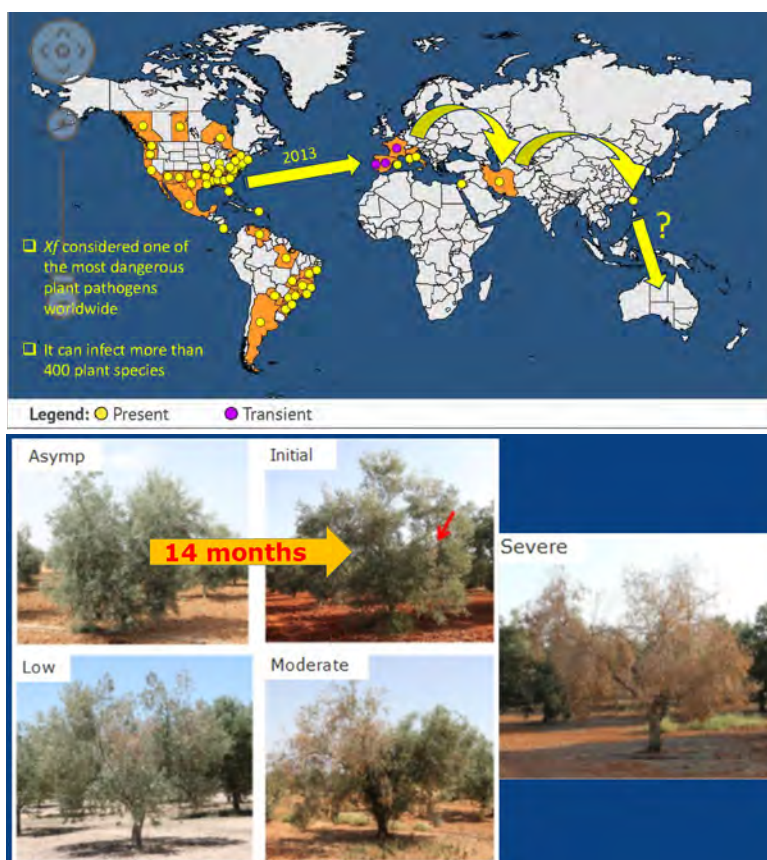 2013
?
Xf considered one of
the most dangerous
plant pathogens
worldwide
It can infect more than
400 plant species
Legend: Present Transient
Asymp
Initial
14 months
Severe
Low
Moderate